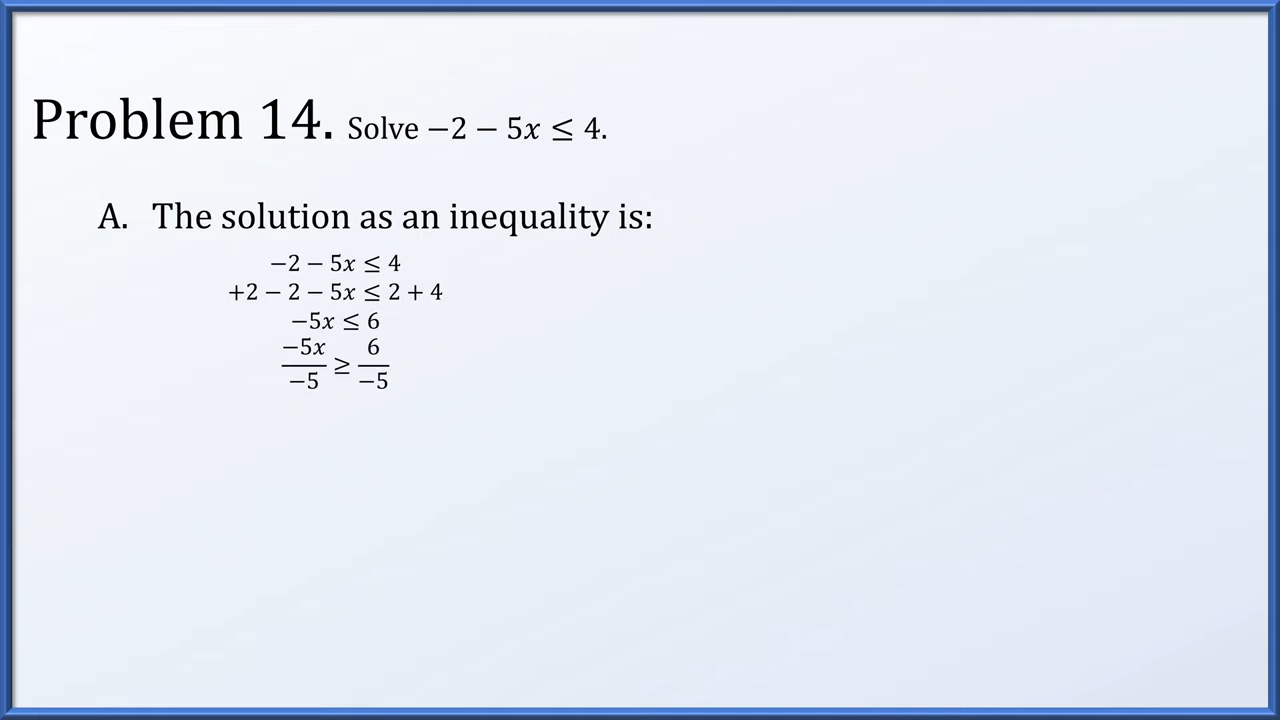 Problem 14. Solve −2 − 5x ≤ 4.
A. The solution as an inequality is:
−2 − 5x ≤ 4
+2 − 2 − 5x ≤ 2 + 4
−5x ≤ 6
−5x/−5 ≥ 6/−5